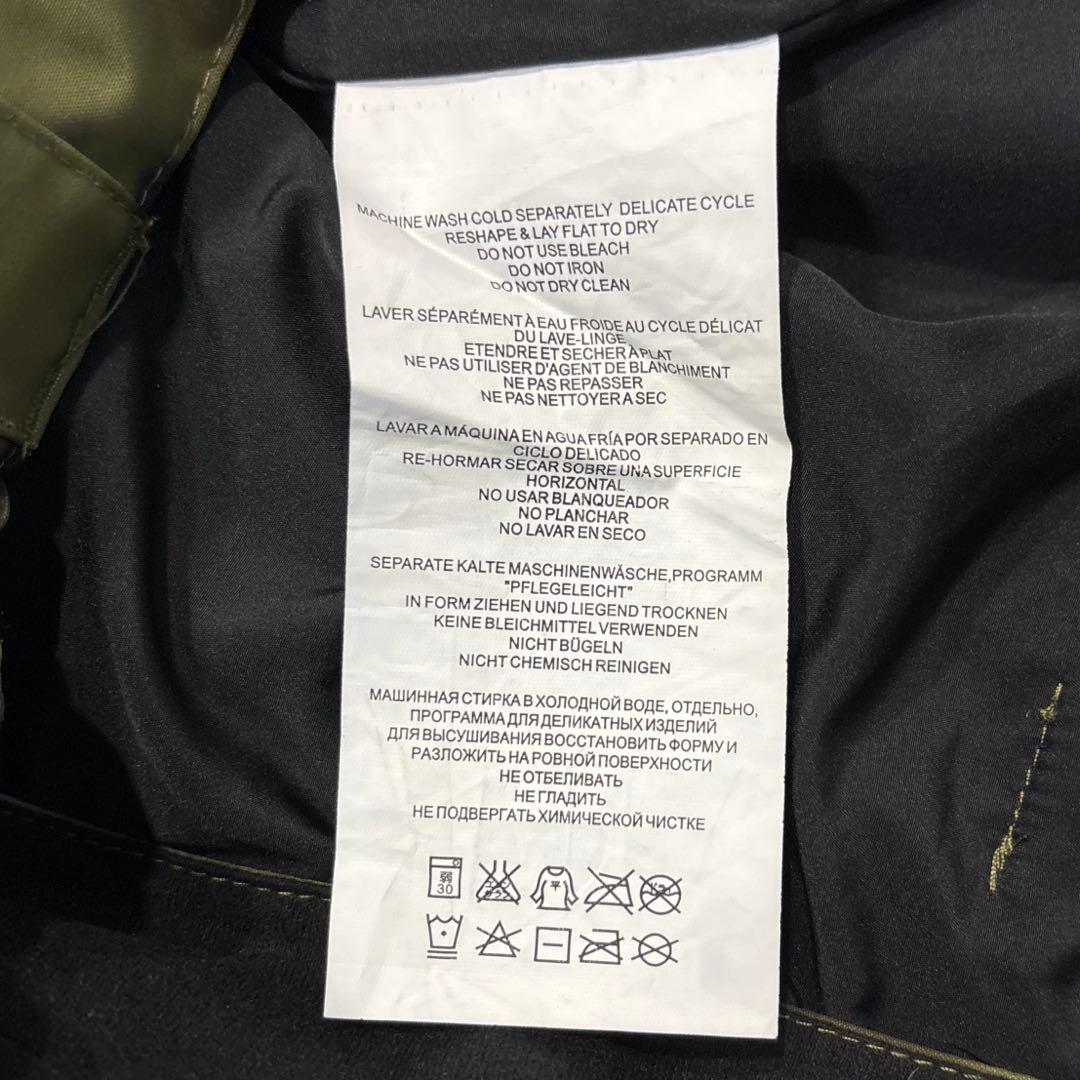 MACHINE WASH COLD SEPARATELY DELICATE CYCLE
RESHAPE & LAY FLAT TO DRY
DO NOT USE BLEACH
DO NOT IRON
DO NOT DRY CLEAN
LAVER SÉPARÉMENT À EAU FROIDE AU CYCLE DÉLICAT
DU LAVE-LINGE
ETENDRE ET SECHER À PLAT
NE PAS UTILISER D'AGENT DE BLANCHIMENT
NE PAS REPASSER
NE PAS NETTOYER A SEC
LAVAR A MÁQUINA EN AGUA FRÍA POR SEPARADO EN
CICLO DELICADO
RE-HORMAR SECAR SOBRE UNA SUPERFICIE
HORIZONTAL
NO USAR BLANQUEADOR
NO PLANCHAR
NO LAVAR EN SECO
SEPARATE KALTE MASCHINENWÄSCHE, PROGRAMM
"PFLEGELEICHT"
IN FORM ZIEHEN UND LIEGEND TROCKNEN
KEINE BLEICHMITTEL VERWENDEN
NICHT BÜGELN
NICHT CHEMISCH REINIGEN
МАШИННАЯ СТИРКА В ХОЛОДНОЙ ВОДЕ, ОТДЕЛЬНО,
ПРОГРАММА ДЛЯ ДЕЛИКАТНЫХ ИЗДЕЛИЙ
ДЛЯ ВЫСУШИВАНИЯ ВОССТАНОВИТЬ ФОРМУ И
РАЗЛОЖИТЬ НА РОВНОЙ ПОВЕРХНОСТИ
НЕ ОТБЕЛИВАТЬ
НЕ ГЛАДИТЬ
НЕ ПОДВЕРГАТЬ ХИМИЧЕСКОЙ ЧИСТКЕ
弱 平
30